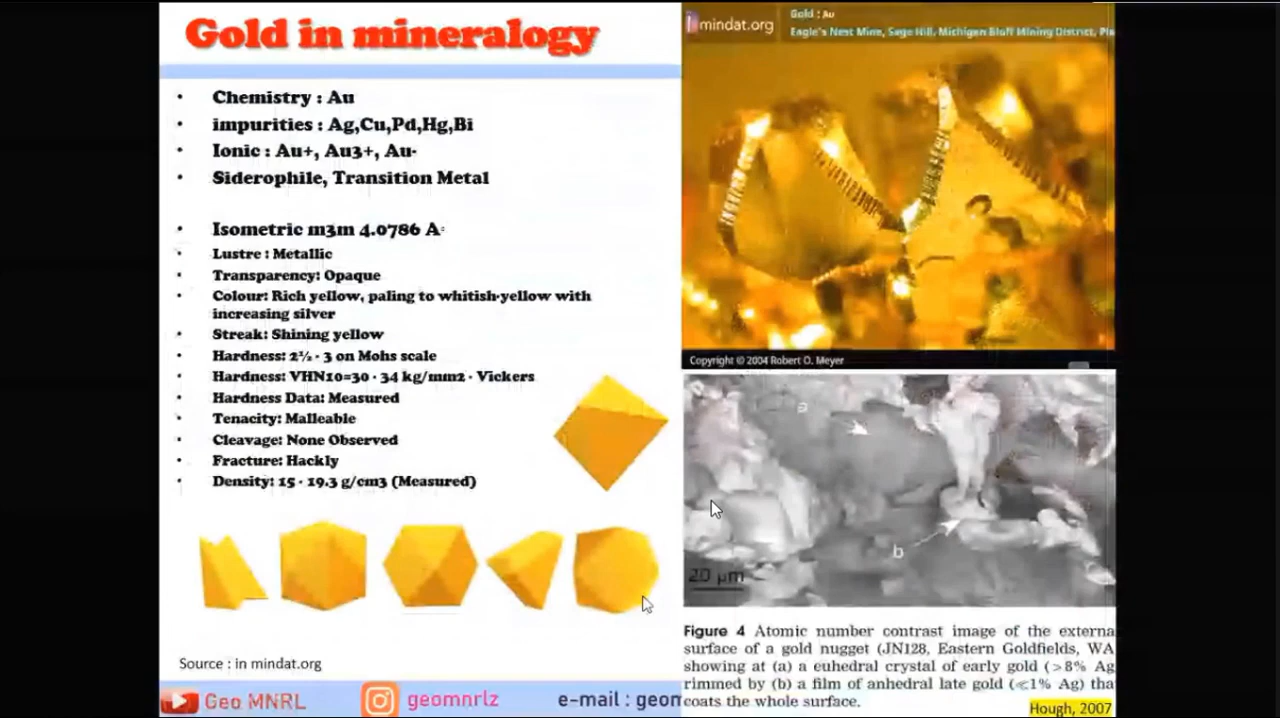 Gold in mineralogy
Chemistry : Au
impurities : Ag,Cu,Pd,Hg,Bi
Ionic : Au+, Au3+, Au-
Siderophile, Transition Metal
Isometric m3m 4.0786 A°
Lustre : Metallic
Transparency: Opaque
Colour: Rich yellow, paling to whitish-yellow with
increasing silver
Streak: Shining yellow
Hardness: 2½ - 3 on Mohs scale
Hardness: VHN10=30 - 34 kg/mm2 - Vickers
Hardness Data: Measured
Tenacity: Malleable
Cleavage: None Observed
Fracture: Hackly
Density: 15 - 19.3 g/cm3 (Measured)
Source : in mindat.org
Geo MNRL
geomnrlz
e-mail : geom
mindat.org
Gold : Au
Eagle's Nest Mine, Sage Hill, Michigan Bluff Mining District, Pla
Copyright © 2004 Robert O. Meyer
a
b
20 µm
Figure 4 Atomic number contrast image of the externa
surface of a gold nugget (JN128, Eastern Goldfields, WA
showing at (a) a euhedral crystal of early gold (>8% Ag
rimmed by (b) a film of anhedral late gold (≪1% Ag) tha
coats the whole surface.
Hough, 2007